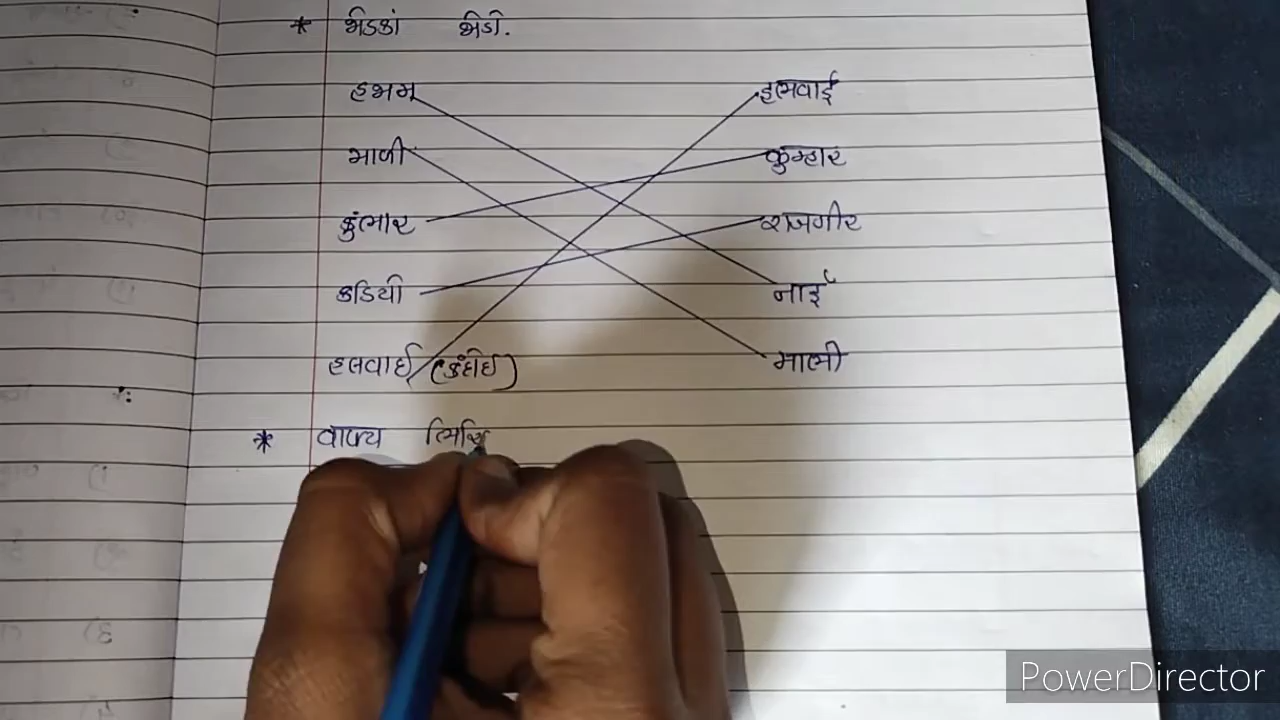 * જોડકાં જોડો.
હજામ हलवाई
માળી कुम्हार
કુંભાર राजगीर
કડિયો नाई
હલવાઈ (કંદોઈ) माली
* वाक्य लिखि
PowerDirector